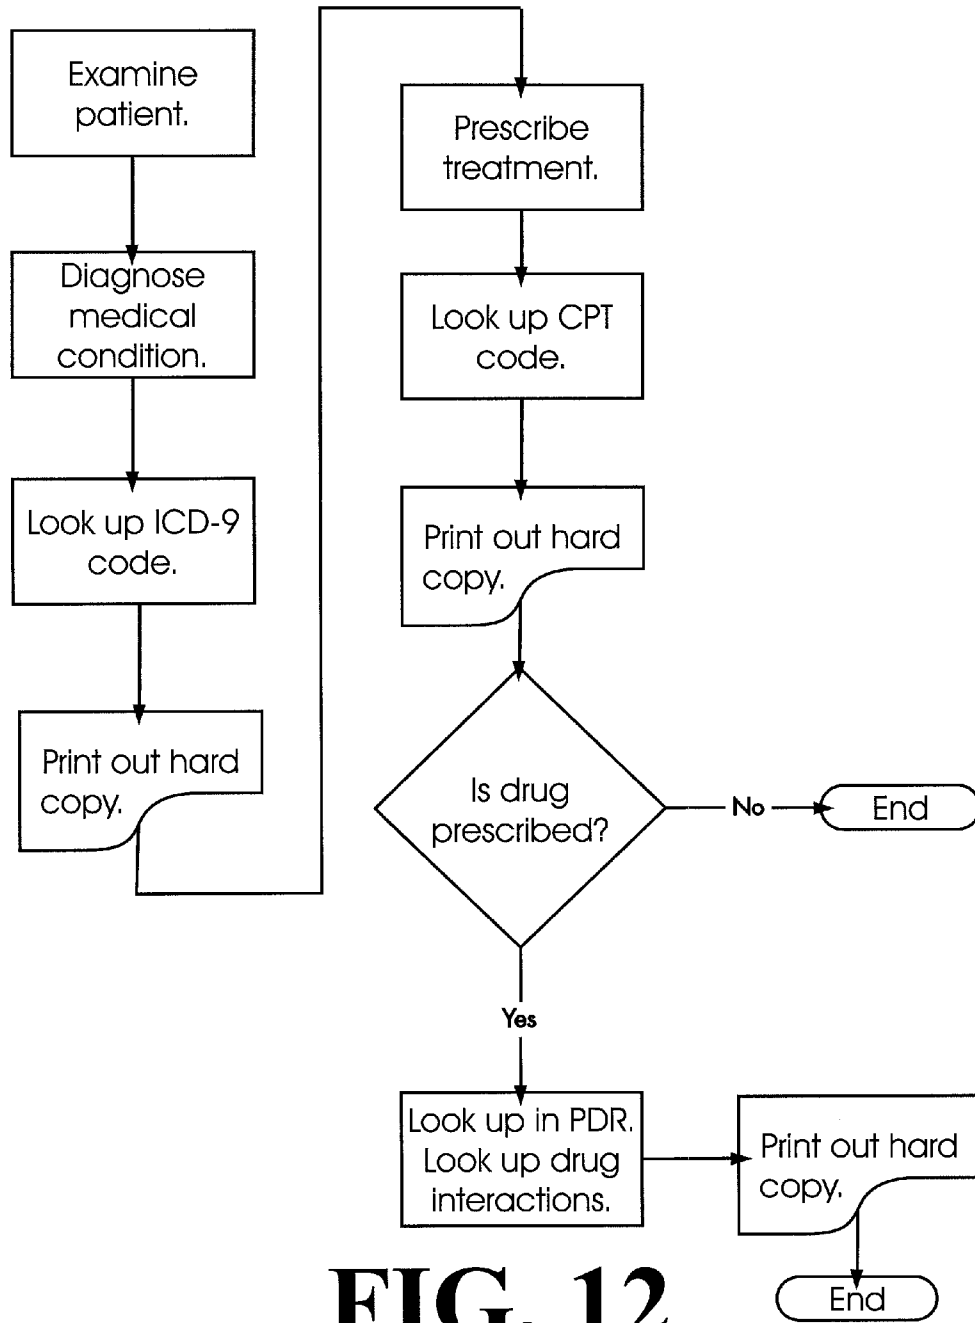 Examine
patient.
Diagnose
medical
condition.
Look up ICD-9
code.
Print out hard
copy.
Prescribe
treatment.
Look up CPT
code.
Print out hard
copy.
Is drug
prescribed?
No
End
Yes
Look up in PDR.
Look up drug
interactions.
Print out hard
copy.
End
FIG. 12